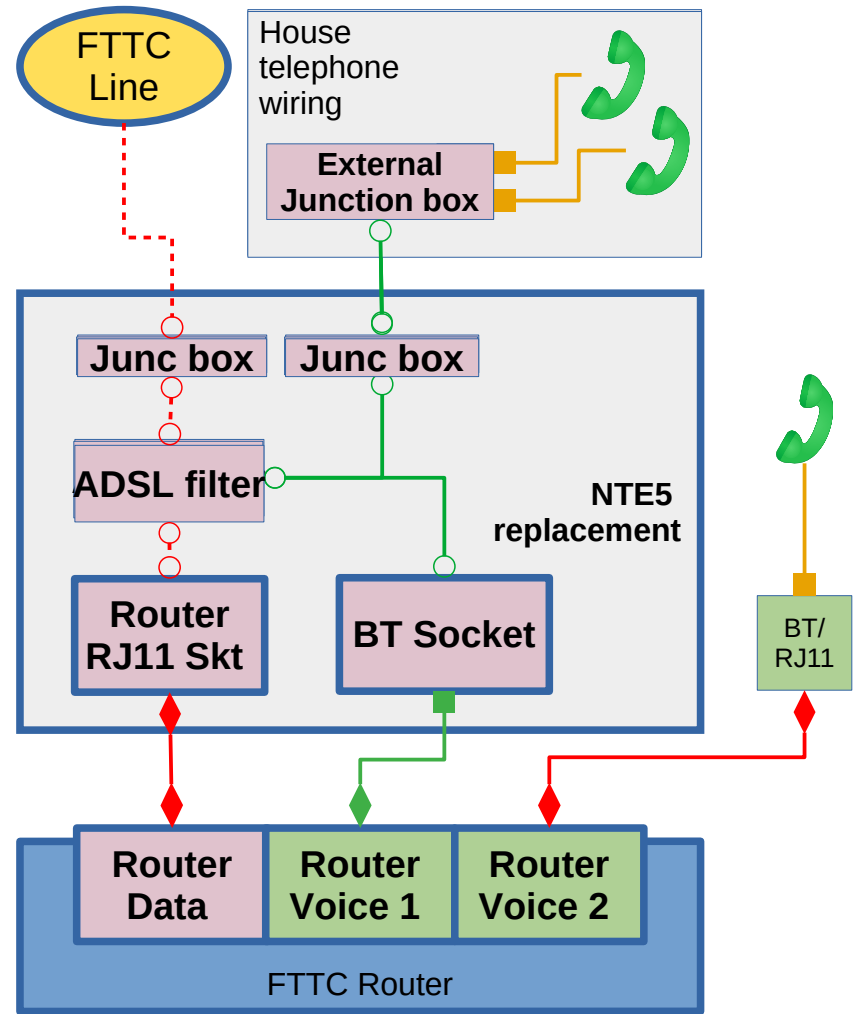 FTTC
Line
House
telephone
wiring
External
Junction box
Junc box
Junc box
ADSL filter
NTE5
replacement
Router
RJ11 Skt
BT Socket
BT/
RJ11
Router
Data
Router
Voice 1
Router
Voice 2
FTTC Router